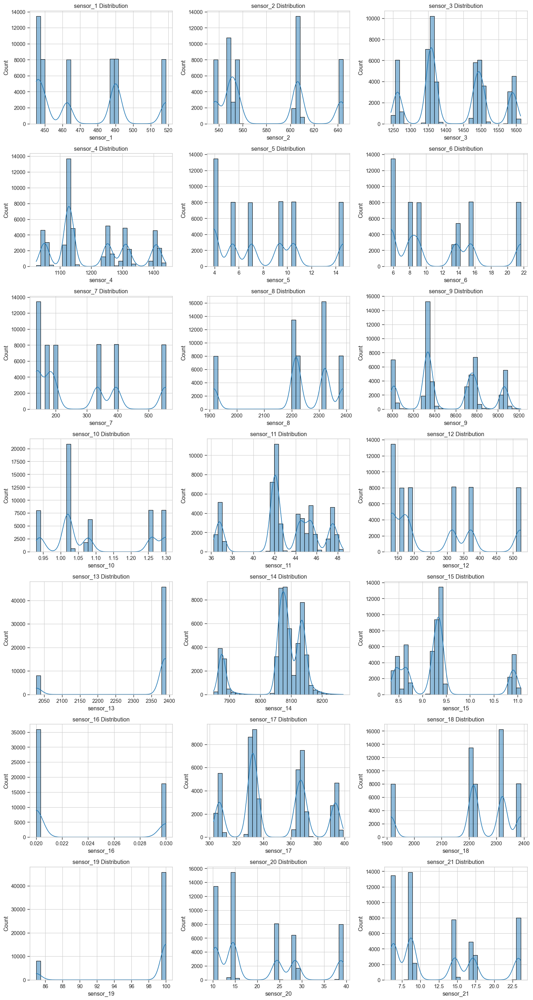 sensor_1 Distribution
14000
12000
10000
8000
6000
4000
2000
0
Count
450 460 470 480 490 500 510 520
sensor_1
sensor_2 Distribution
14000
12000
10000
8000
6000
4000
2000
0
Count
540 560 580 600 620 640
sensor_2
sensor_3 Distribution
10000
8000
6000
4000
2000
0
Count
1250 1300 1350 1400 1450 1500 1550 1600
sensor_3
sensor_4 Distribution
14000
12000
10000
8000
6000
4000
2000
0
Count
1100 1200 1300 1400
sensor_4
sensor_5 Distribution
14000
12000
10000
8000
6000
4000
2000
0
Count
4 6 8 10 12 14
sensor_5
sensor_6 Distribution
14000
12000
10000
8000
6000
4000
2000
0
Count
6 8 10 12 14 16 18 20 22
sensor_6
sensor_7 Distribution
14000
12000
10000
8000
6000
4000
2000
0
Count
200 300 400 500
sensor_7
sensor_8 Distribution
16000
14000
12000
10000
8000
6000
4000
2000
0
Count
1900 2000 2100 2200 2300 2400
sensor_8
sensor_9 Distribution
16000
14000
12000
10000
8000
6000
4000
2000
0
Count
8000 8200 8400 8600 8800 9000 9200
sensor_9
sensor_10 Distribution
20000
17500
15000
12500
10000
7500
5000
2500
0
Count
0.95 1.00 1.05 1.10 1.15 1.20 1.25 1.30
sensor_10
sensor_11 Distribution
10000
8000
6000
4000
2000
0
Count
36 38 40 42 44 46 48
sensor_11
sensor_12 Distribution
14000
12000
10000
8000
6000
4000
2000
0
Count
150 200 250 300 350 400 450 500
sensor_12
sensor_13 Distribution
40000
30000
20000
10000
0
Count
2050 2100 2150 2200 2250 2300 2350 2400
sensor_13
sensor_14 Distribution
8000
6000
4000
2000
0
Count
7900 8000 8100 8200
sensor_14
sensor_15 Distribution
14000
12000
10000
8000
6000
4000
2000
0
Count
8.5 9.0 9.5 10.0 10.5 11.0
sensor_15
sensor_16 Distribution
35000
30000
25000
20000
15000
10000
5000
0
Count
0.020 0.022 0.024 0.026 0.028 0.030
sensor_16
sensor_17 Distribution
8000
6000
4000
2000
0
Count
300 320 340 360 380 400
sensor_17
sensor_18 Distribution
16000
14000
12000
10000
8000
6000
4000
2000
0
Count
1900 2000 2100 2200 2300 2400
sensor_18
sensor_19 Distribution
40000
30000
20000
10000
0
Count
86 88 90 92 94 96 98 100
sensor_19
sensor_20 Distribution
16000
14000
12000
10000
8000
6000
4000
2000
0
Count
10 15 20 25 30 35 40
sensor_20
sensor_21 Distribution
14000
12000
10000
8000
6000
4000
2000
0
Count
7.5 10.0 12.5 15.0 17.5 20.0 22.5
sensor_21